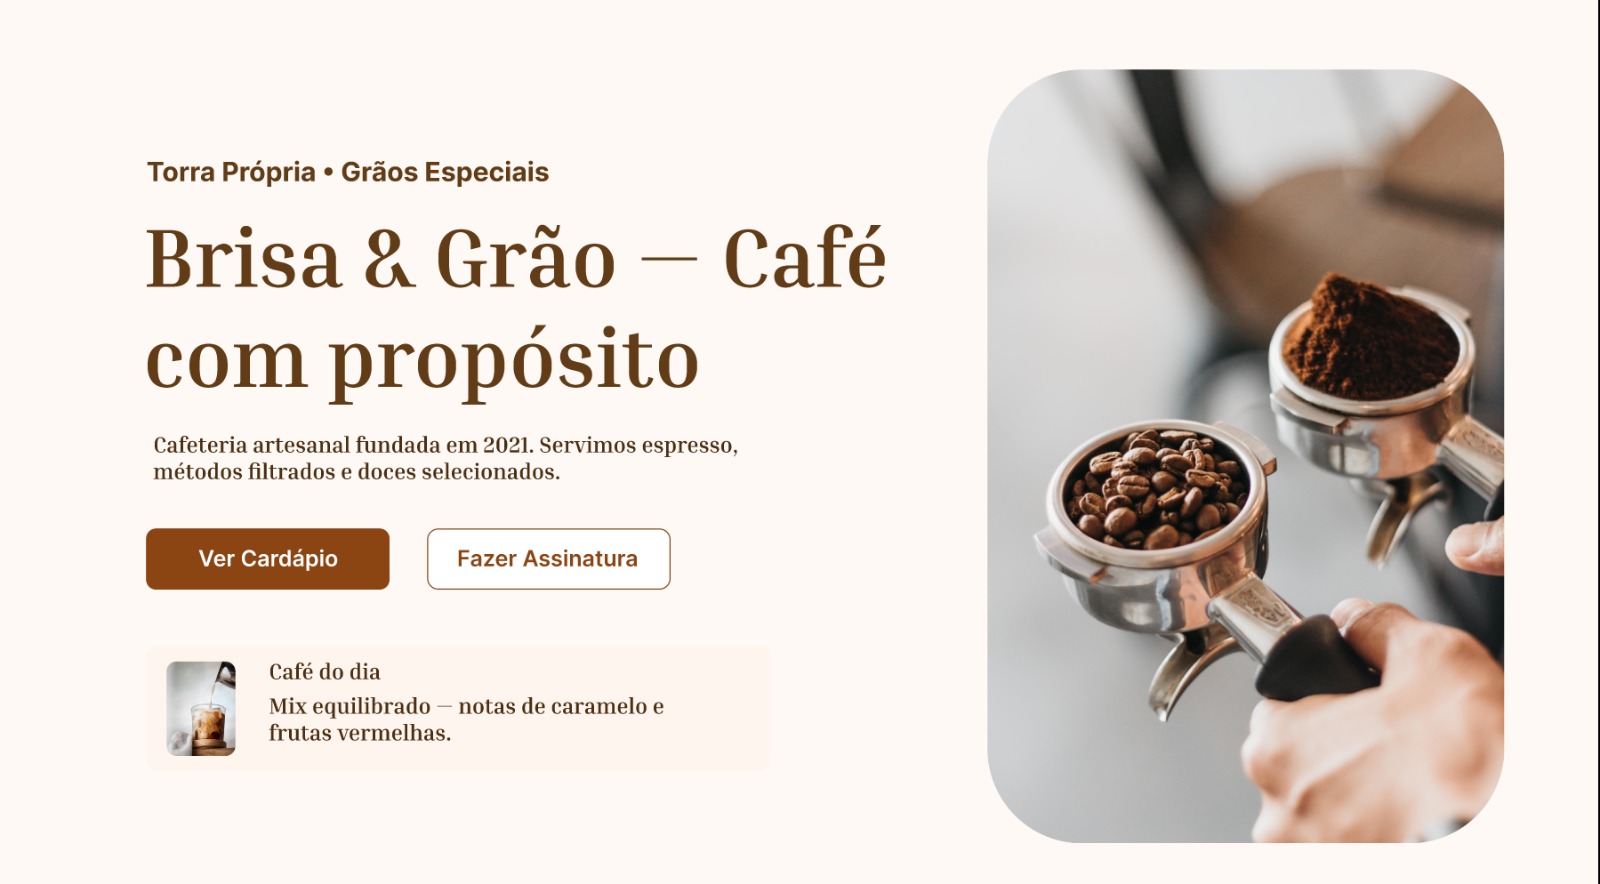 Torra Própria • Grãos Especiais
Brisa & Grão — Café
com propósito
Cafeteria artesanal fundada em 2021. Servimos espresso,
métodos filtrados e doces selecionados.
Ver Cardápio
Fazer Assinatura
Café do dia
Mix equilibrado — notas de caramelo e
frutas vermelhas.